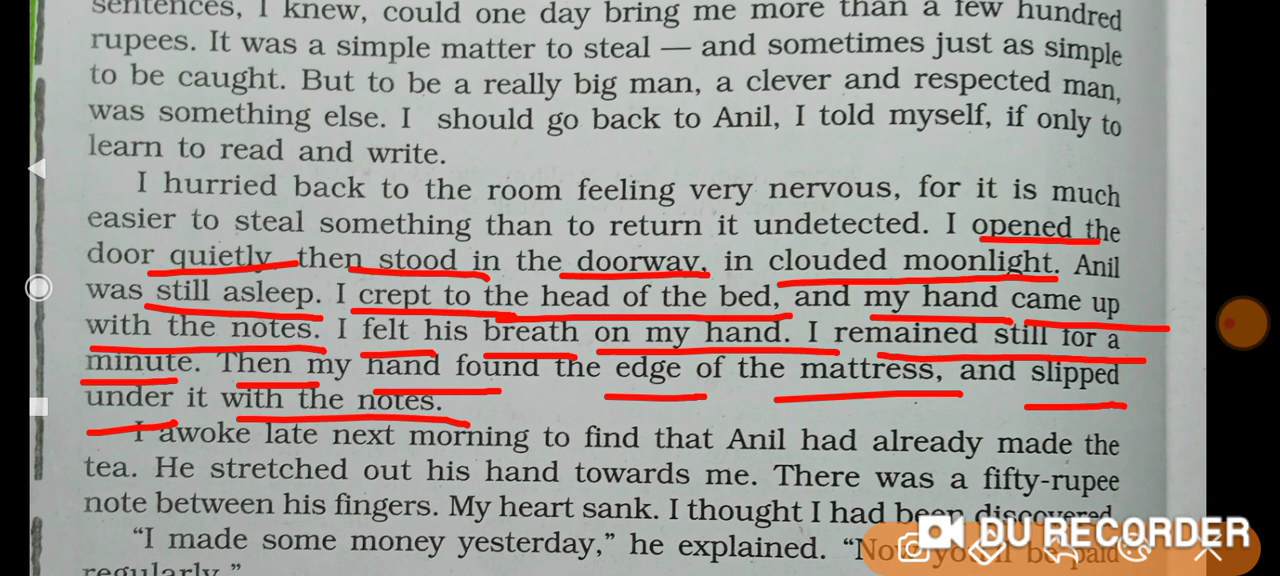 sentences, I knew, could one day bring me more than a few hundred
rupees. It was a simple matter to steal — and sometimes just as simple
to be caught. But to be a really big man, a clever and respected man,
was something else. I should go back to Anil, I told myself, if only to
learn to read and write.
I hurried back to the room feeling very nervous, for it is much
easier to steal something than to return it undetected. I opened the
door quietly then stood in the doorway, in clouded moonlight. Anil
was still asleep. I crept to the head of the bed, and my hand came up
with the notes. I felt his breath on my hand. I remained still for a
minute. Then my hand found the edge of the mattress, and slipped
under it with the notes.
I awoke late next morning to find that Anil had already made the
tea. He stretched out his hand towards me. There was a fifty-rupee
note between his fingers. My heart sank. I thought I had been discovered.
DU RECORDER
“I made some money yesterday,” he explained. “Now you'll be paid
regularly.”